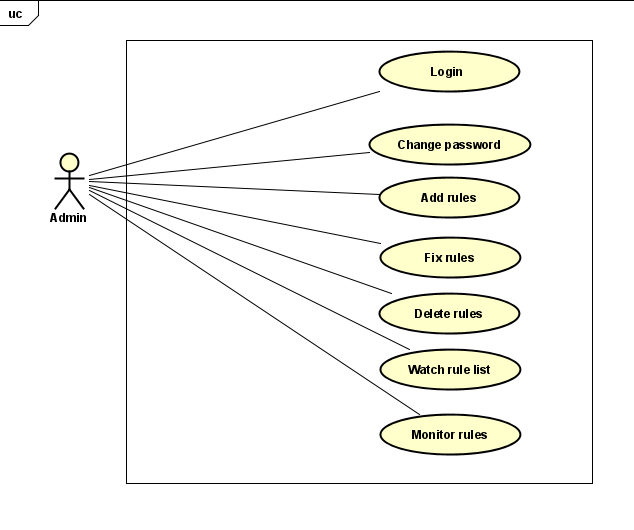 uc
Login
Change password
Add rules
Admin
Fix rules
Delete rules
Watch rule list
Monitor rules